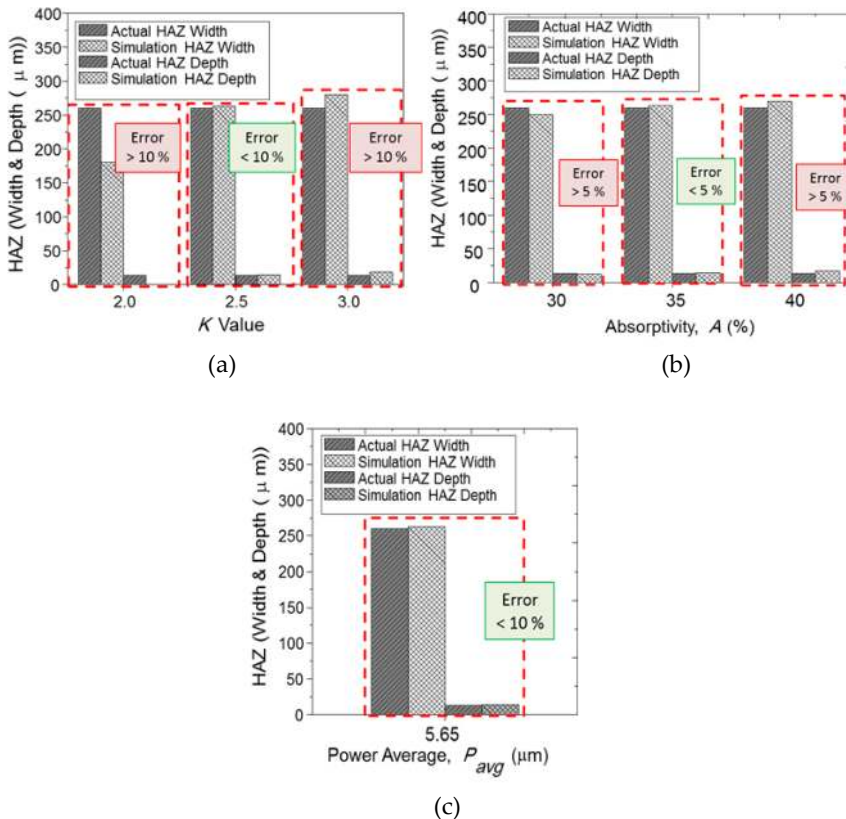 HAZ (Width & Depth ( μ m))
400
350
300
250
200
150
100
50
0
Actual HAZ Width
Simulation HAZ Width
Actual HAZ Depth
Simulation HAZ Depth
Error
> 10 %
Error
< 10 %
Error
> 10 %
2.0
2.5
3.0
K Value
(a)
HAZ (Width & Depth ( μ m))
400
350
300
250
200
150
100
50
0
Actual HAZ Width
Simulation HAZ Width
Actual HAZ Depth
Simulation HAZ Depth
Error
> 5 %
Error
< 5 %
Error
> 5 %
30
35
40
Absorptivity, A (%)
(b)
HAZ (Width & Depth ( μ m))
400
350
300
250
200
150
100
50
0
Actual HAZ Width
Simulation HAZ Width
Actual HAZ Depth
Simulation HAZ Depth
Error
< 10 %
5.65
Power Average, P avg (μm)
(c)